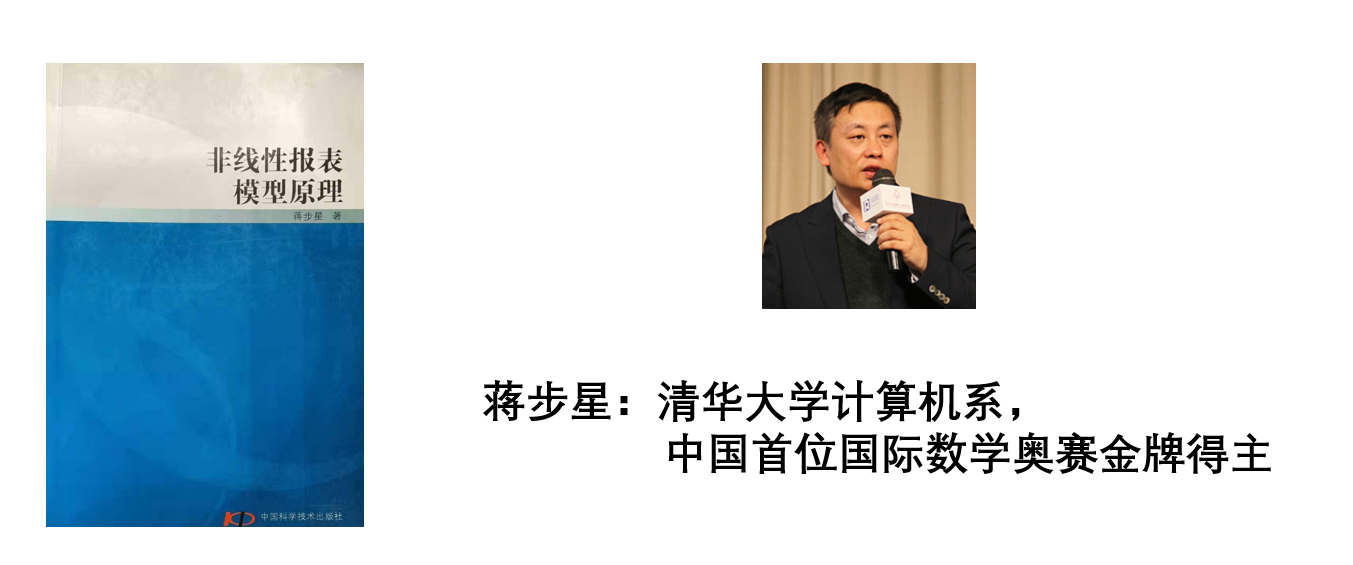 非线性报表
模型原理
蒋步星 著
中国科学技术出版社
蒋步星：清华大学计算机系，
中国首位国际数学奥赛金牌得主